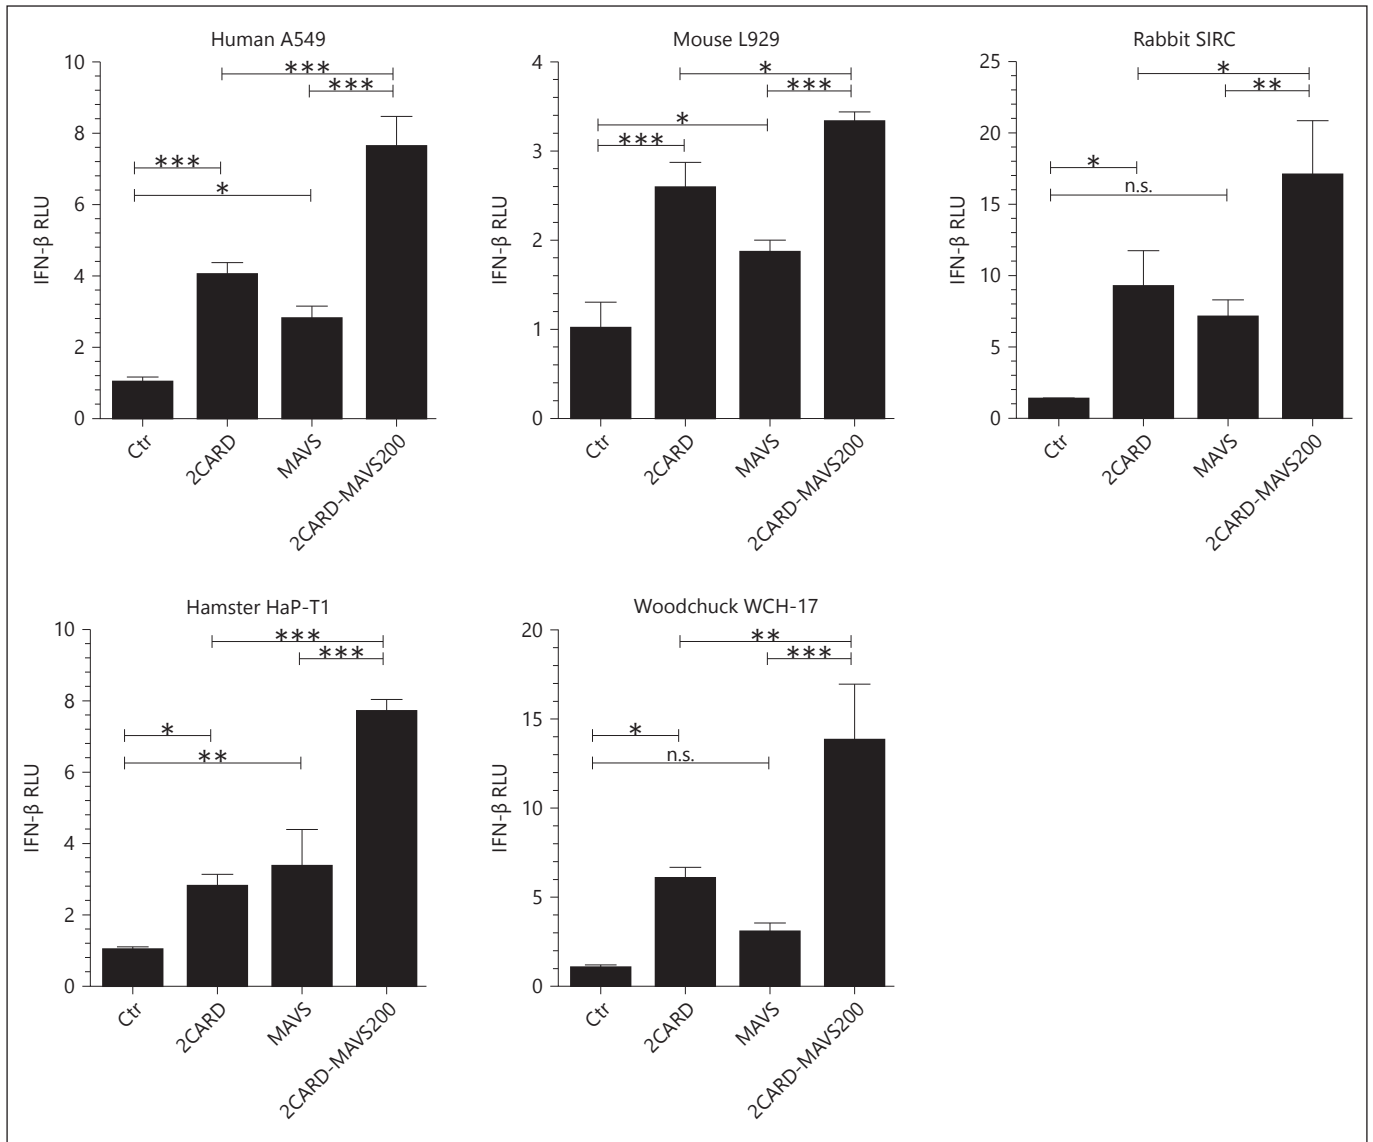 Human A549
IFN-β RLU
10
8
6
4
2
0
***
***
***
*
Ctr
2CARD
MAVS
2CARD-MAVS200
Mouse L929
IFN-β RLU
4
3
2
1
0
*
***
*
***
Ctr
2CARD
MAVS
2CARD-MAVS200
Rabbit SIRC
IFN-β RLU
25
20
15
10
5
0
*
**
*
n.s.
Ctr
2CARD
MAVS
2CARD-MAVS200
Hamster HaP-T1
IFN-β RLU
10
8
6
4
2
0
***
***
*
**
Ctr
2CARD
MAVS
2CARD-MAVS200
Woodchuck WCH-17
IFN-β RLU
20
15
10
5
0
**
***
*
n.s.
Ctr
2CARD
MAVS
2CARD-MAVS200